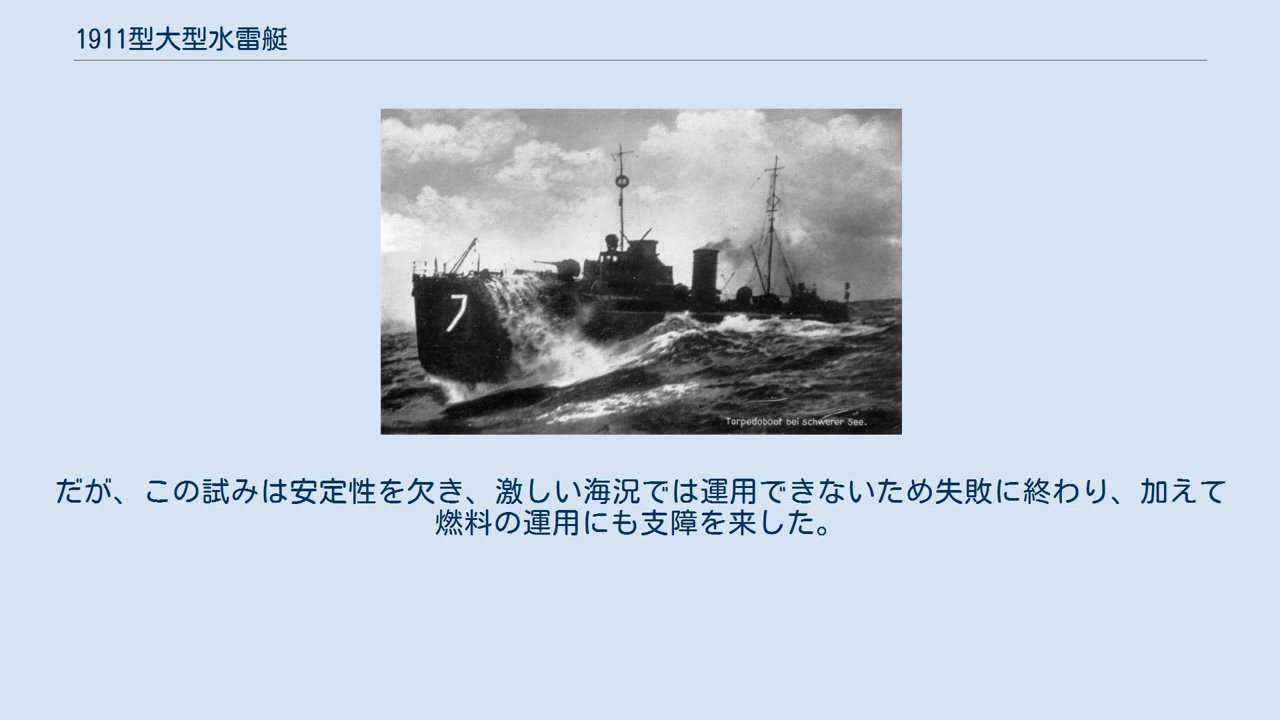 1911型大型水雷艇
7
Torpedoboot bei schwerer See.
だが、この試みは安定性を欠き、激しい海況では運用できないため失敗に終わり、加えて
燃料の運用にも支障を来した。